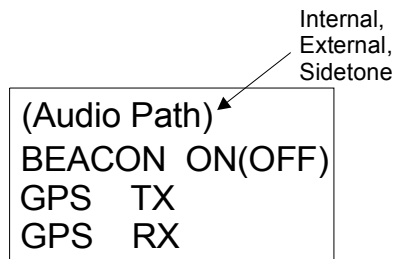 Internal,
External,
Sidetone
(Audio Path)
BEACON ON(OFF)
GPS TX
GPS RX